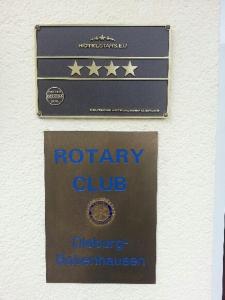 HOTELSTARS.EU
ROTARY
CLUB
Dieburg-
Babenhausen